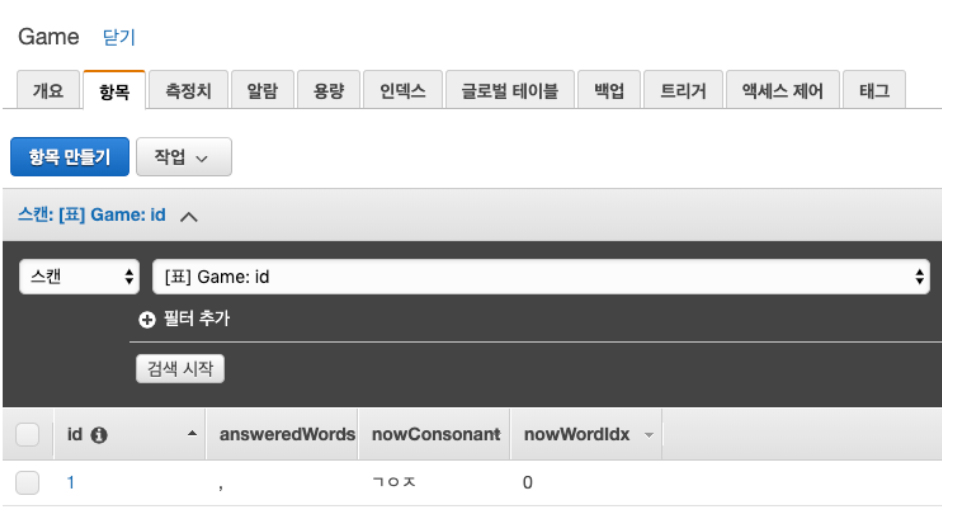 Game 닫기
개요 항목 측정치 알람 용량 인덱스 글로벌 테이블 백업 트리거 액세스 제어 태그
항목 만들기 작업
스캔: [표] Game: id
스캔 [표] Game: id
필터 추가
검색 시작
id answeredWords nowConsonant nowWordIdx
1 , ㄱㅇㅈ 0